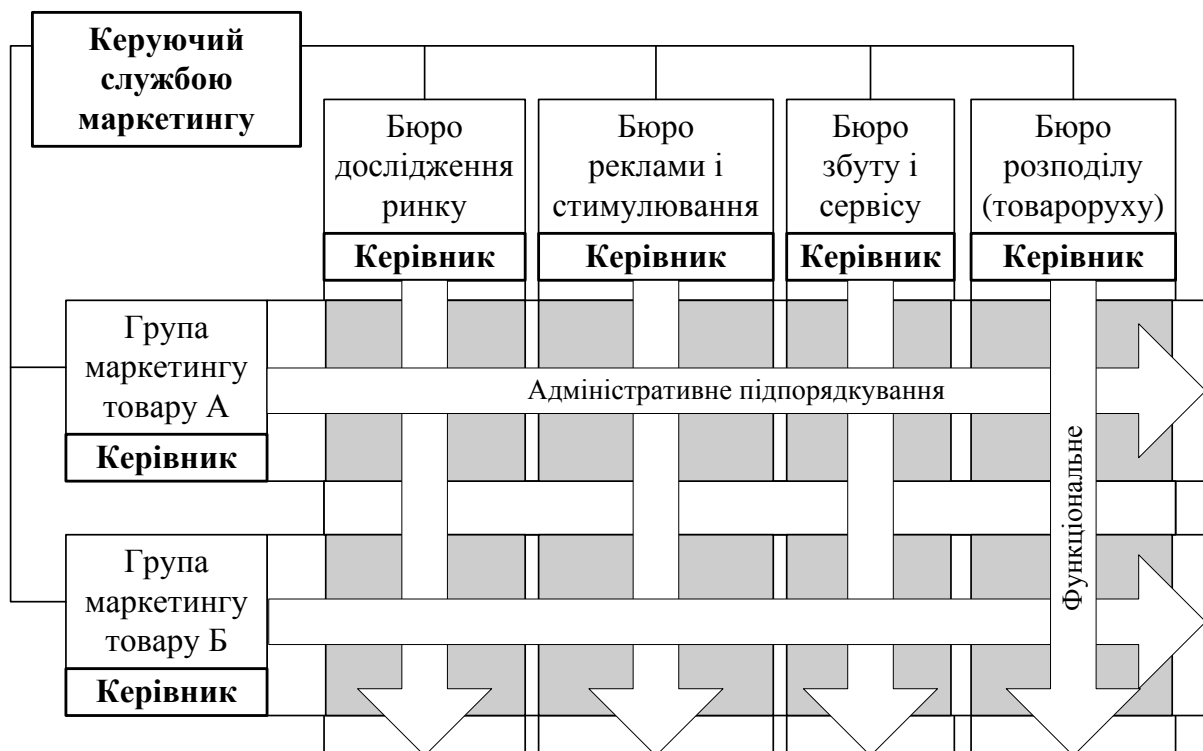 Керуючий
службою
маркетингу
Бюро
дослідження
ринку
Керівник
Бюро
реклами і
стимулювання
Керівник
Бюро
збуту і
сервісу
Керівник
Бюро
розподілу
(товароруху)
Керівник
Група
маркетингу
товару А
Керівник
Адміністративне підпорядкування
Функціональне
Група
маркетингу
товару Б
Керівник